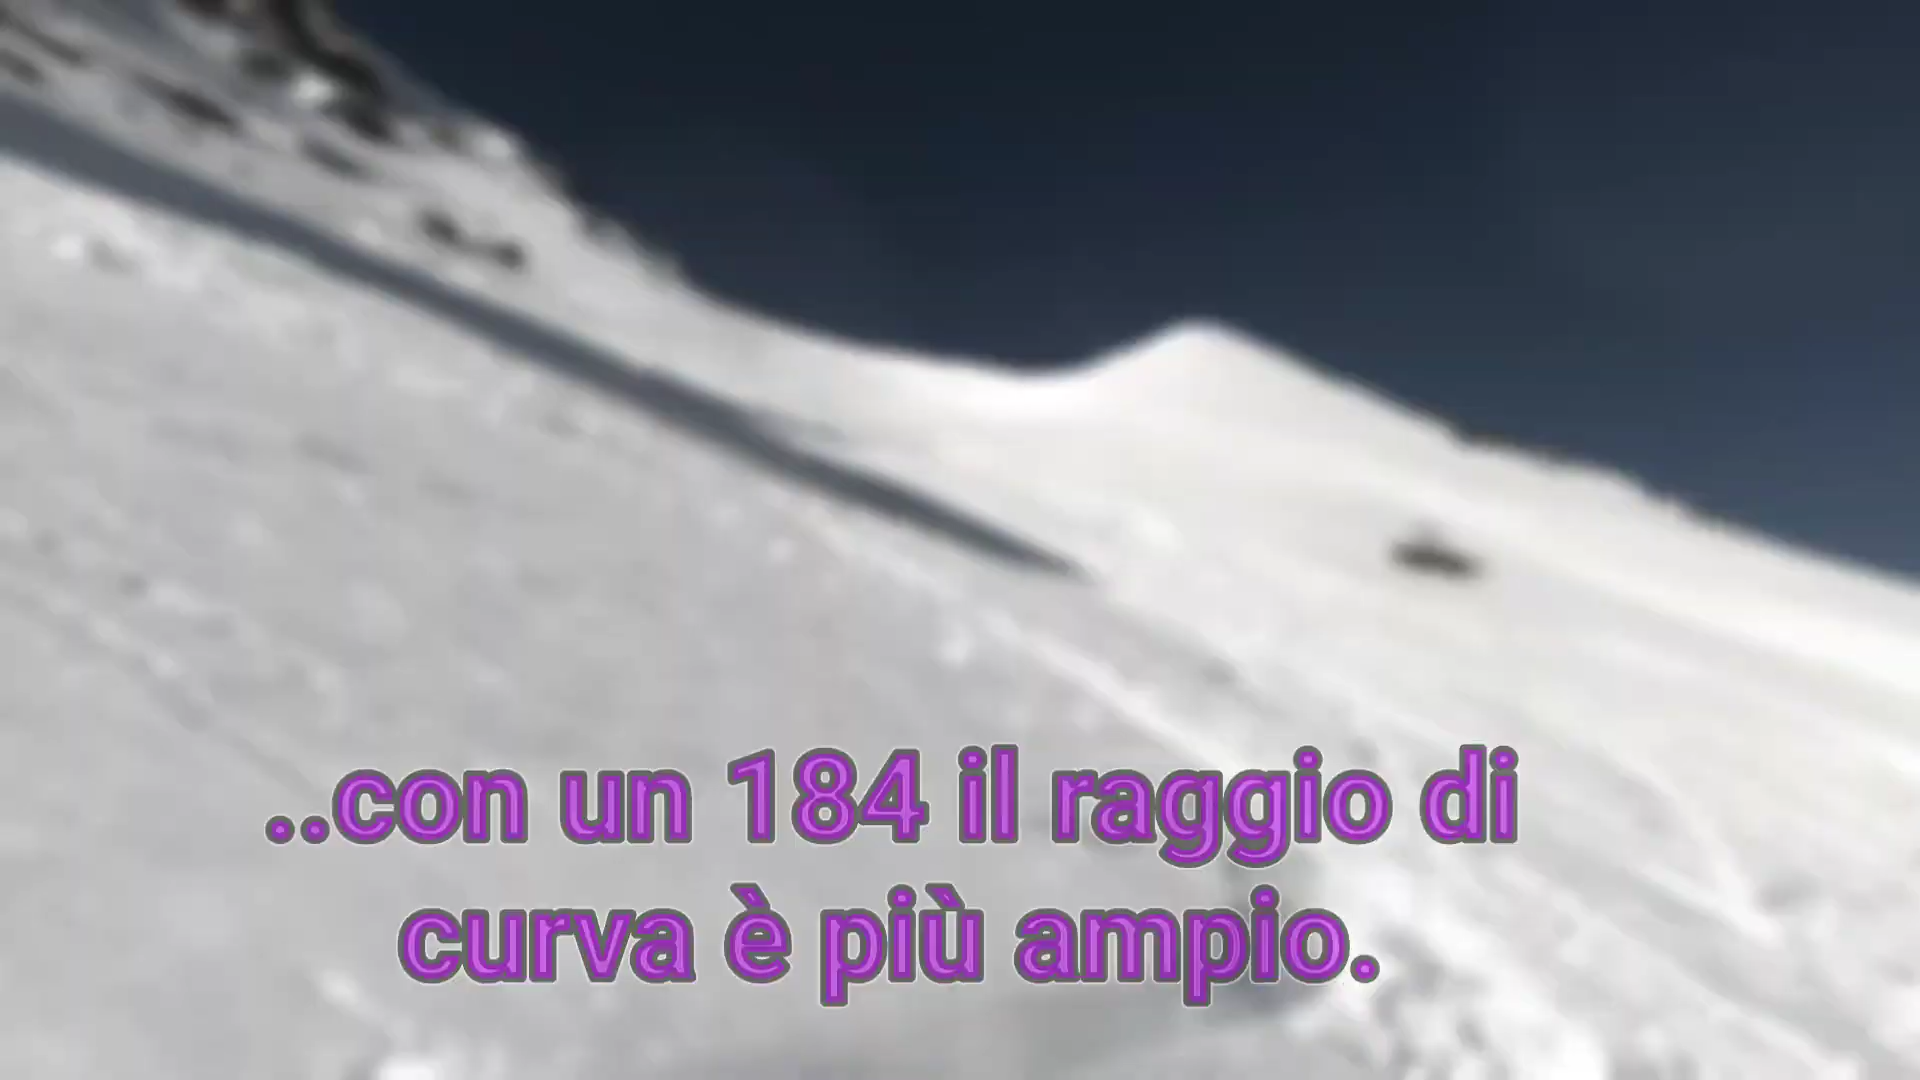 ..con un 184 il raggio di
curva è più ampio.